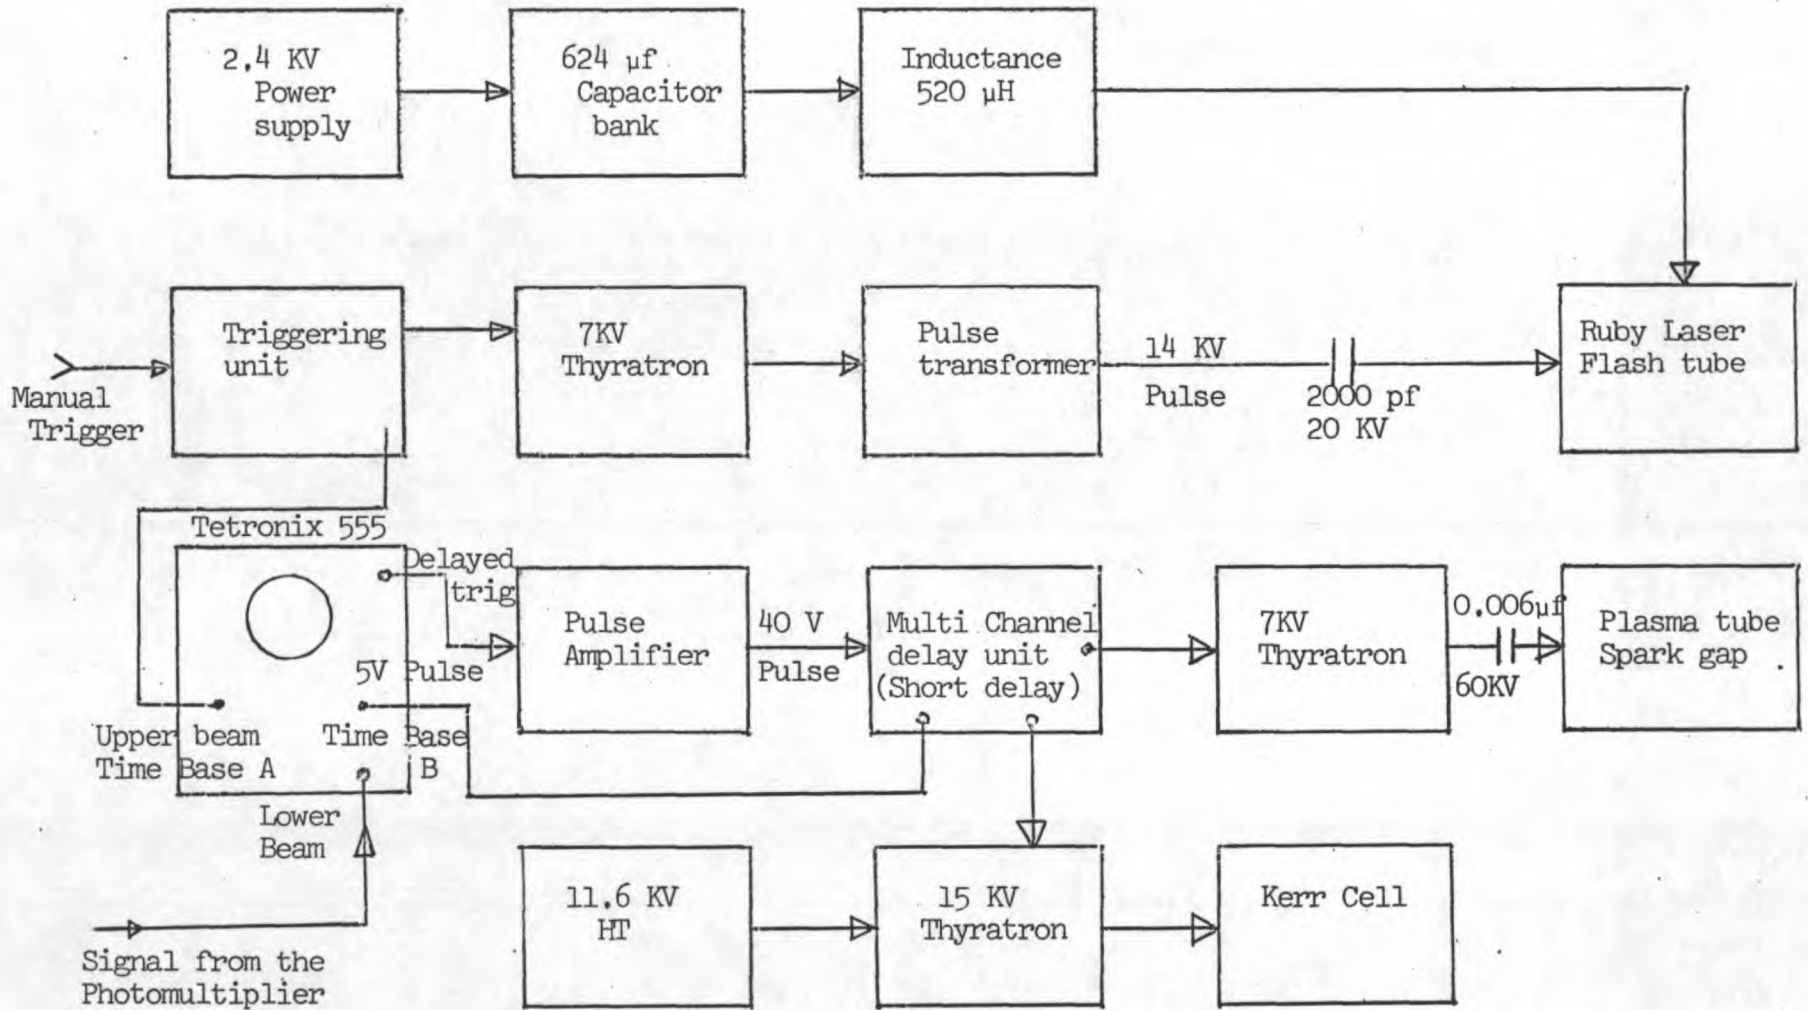 2.4 KV
Power
supply
624 µf
Capacitor
bank
Inductance
520 µH
Manual
Trigger
Triggering
unit
7KV
Thyratron
Pulse
transformer
14 KV
Pulse
2000 pf
20 KV
Ruby Laser
Flash tube
Tetronix 555
Delayed
trig
5V Pulse
Upper beam
Time Base A
Time Base
B
Lower
Beam
Signal from the
Photomultiplier
Pulse
Amplifier
40 V
Pulse
Multi Channel
delay unit
(Short delay)
7KV
Thyratron
0.006µf
60KV
Plasma tube
Spark gap
11.6 KV
HT
15 KV
Thyratron
Kerr Cell